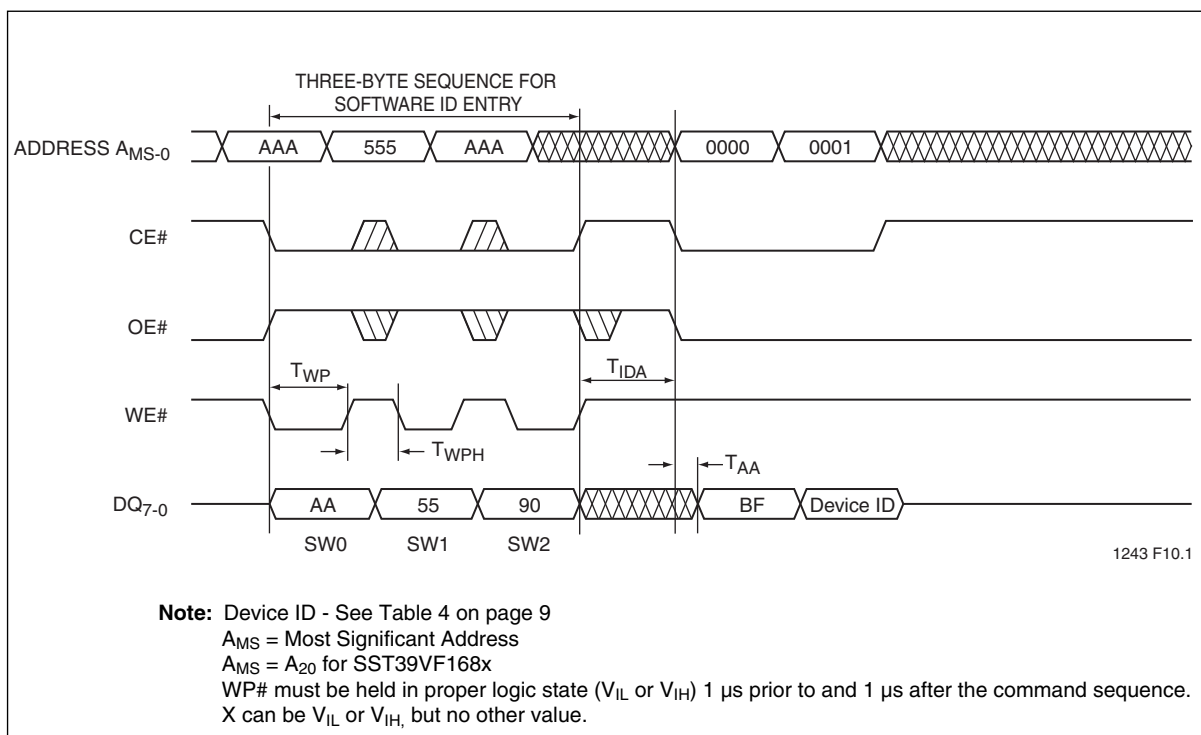 THREE-BYTE SEQUENCE FOR
SOFTWARE ID ENTRY
ADDRESS AMS-0
AAA
555
AAA
0000
0001
CE#
OE#
TWP
TIDA
WE#
TWPH
TAA
DQ7-0
AA
55
90
BF
Device ID
SW0
SW1
SW2
1243 F10.1
Note: Device ID - See Table 4 on page 9
AMS = Most Significant Address
AMS = A20 for SST39VF168x
WP# must be held in proper logic state (VIL or VIH) 1 µs prior to and 1 µs after the command sequence.
X can be VIL or VIH, but no other value.